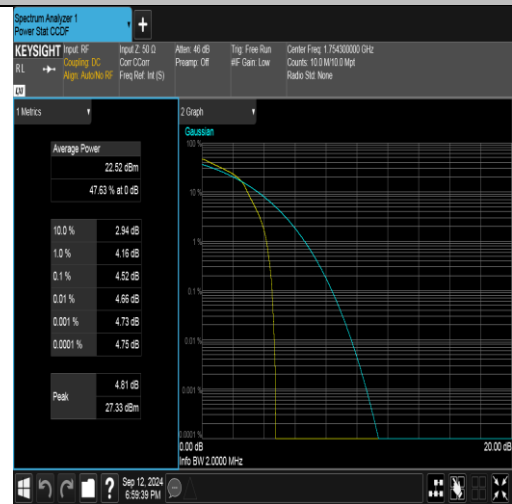 Spectrum Analyzer 1
Power Stat CCDF
KEYSIGHT
Input: RF
Input Z: 50 Ω
Atten: 46 dB
Trig: Free Run
Center Freq: 1.754300000 GHz
RL
Coupling: DC
Corr CCorr
Preamp: Off
#IF Gain: Low
Counts: 10.0 M/10.0 Mpt
Align: Auto/No RF
Freq Ref: Int (S)
Radio Std: None
LXI
1 Metrics
2 Graph
Gaussian
Average Power
22.52 dBm
47.63 % at 0 dB
10.0 % 2.94 dB
1.0 % 4.16 dB
0.1 % 4.52 dB
0.01 % 4.66 dB
0.001 % 4.73 dB
0.0001 % 4.75 dB
Peak
4.81 dB
27.33 dBm
100 %
10 %
1 %
0.1 %
0.01 %
0.001 %
0.0001 %
0.00 dB
20.00 dB
Info BW 2.0000 MHz
?
Sep 12, 2024
6:59:39 PM